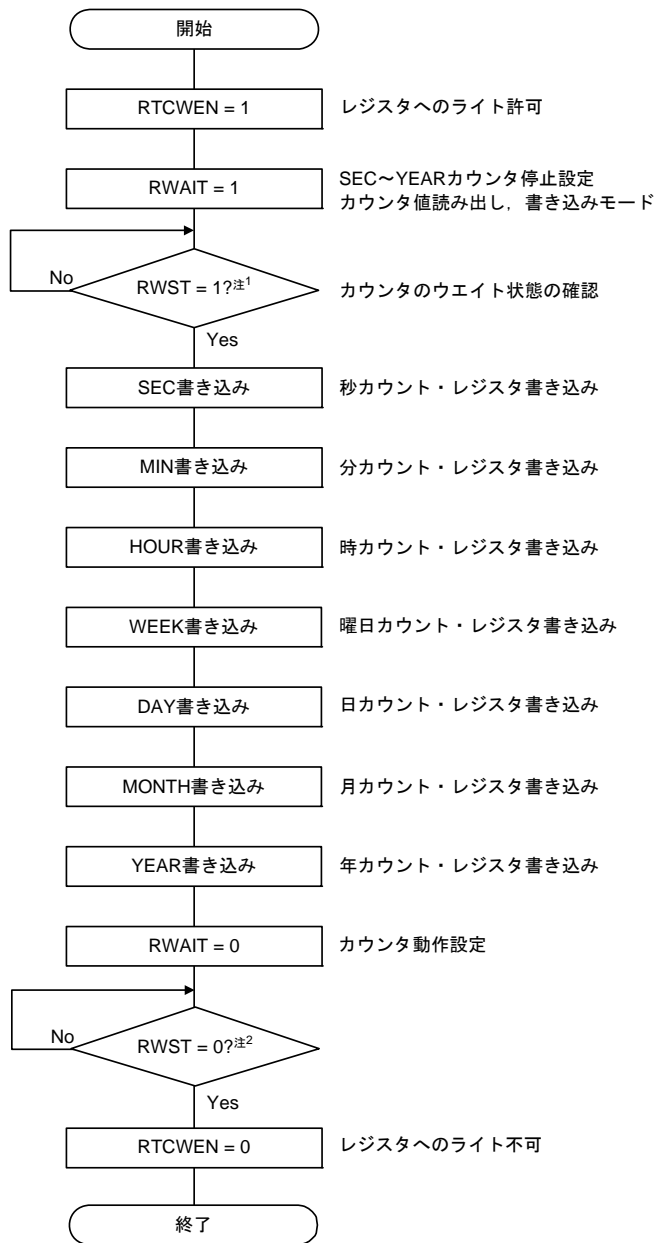 開始
RTCWEN = 1 レジスタへのライト許可
RWAIT = 1 SEC～YEARカウンタ停止設定
カウンタ値読み出し，書き込みモード
No RWST = 1?注1 カウンタのウエイト状態の確認
Yes
SEC書き込み 秒カウント・レジスタ書き込み
MIN書き込み 分カウント・レジスタ書き込み
HOUR書き込み 時カウント・レジスタ書き込み
WEEK書き込み 曜日カウント・レジスタ書き込み
DAY書き込み 日カウント・レジスタ書き込み
MONTH書き込み 月カウント・レジスタ書き込み
YEAR書き込み 年カウント・レジスタ書き込み
RWAIT = 0 カウンタ動作設定
No RWST = 0?注2
Yes
RTCWEN = 0 レジスタへのライト不可
終了